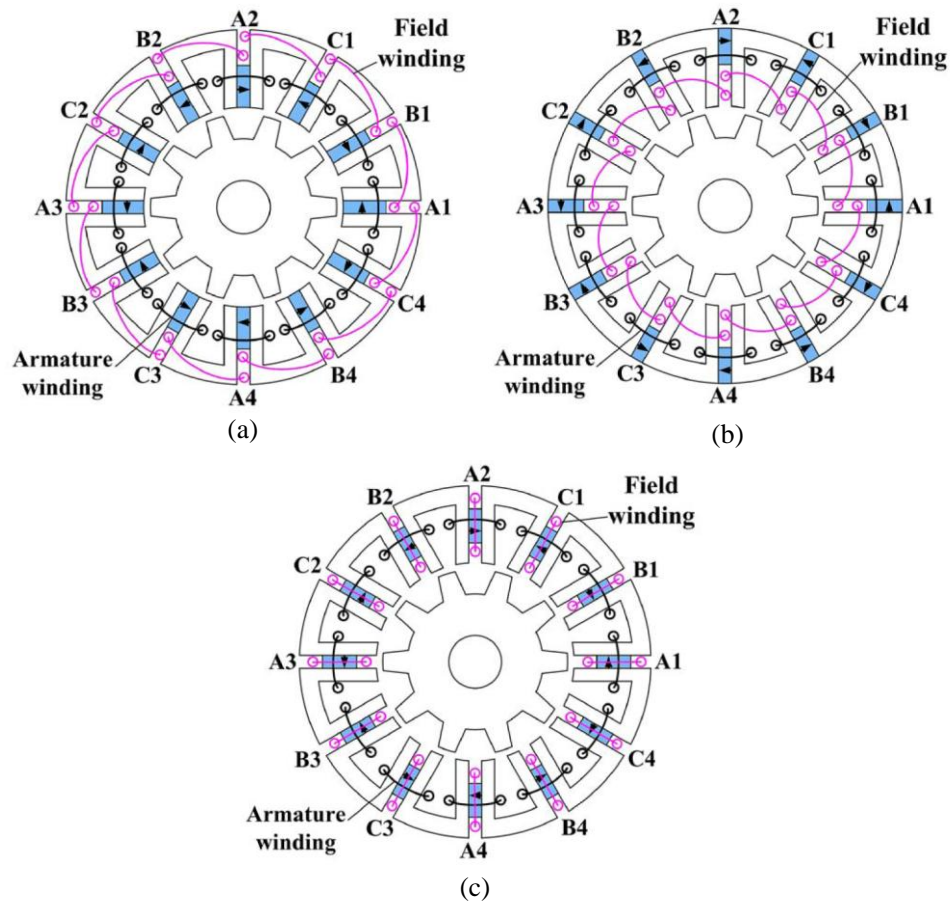 A2
B2
C1
Field
winding
C2
B1
A3
A1
B3
C4
Armature
winding
C3
B4
A4
(a)
A2
B2
C1
Field
winding
C2
B1
A3
A1
B3
C4
Armature
winding
C3
B4
A4
(b)
A2
B2
C1
Field
winding
C2
B1
A3
A1
B3
C4
Armature
winding
C3
B4
A4
(c)